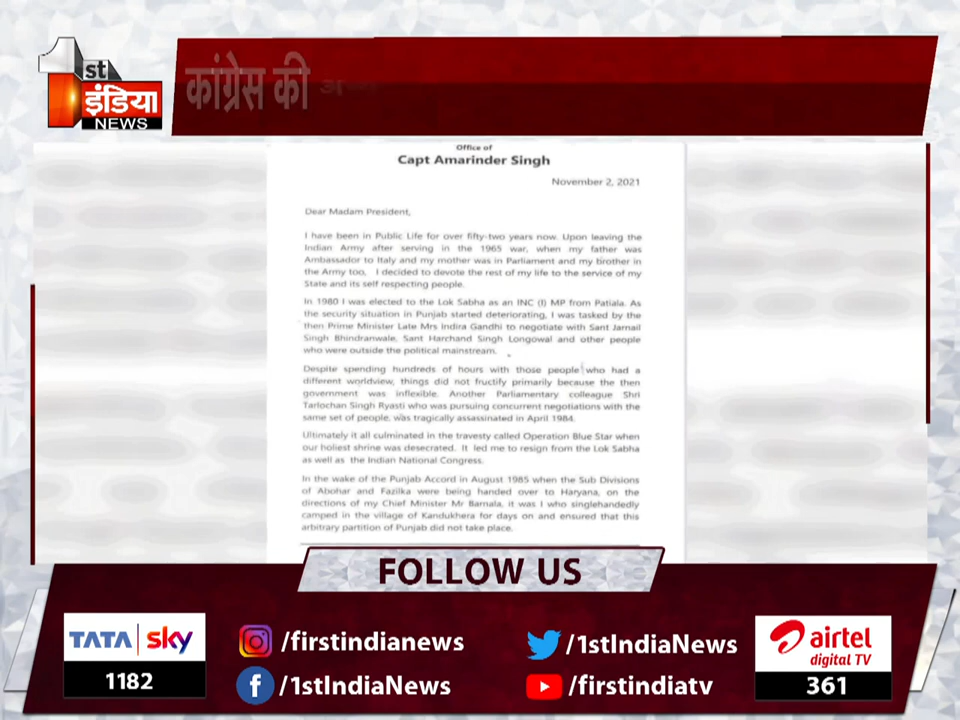 1st
इंडिया
NEWS
कांग्रेस की
Office of
Capt Amarinder Singh
November 2, 2021
Dear Madam President,
I have been in Public Life for over fifty-two years now. Upon leaving the
Indian Army after serving in the 1965 war, when my father was
Ambassador to Italy and my mother was in Parliament and my brother in
the Army too, I decided to devote the rest of my life to the service of my
State and its self respecting people.
In 1980 I was elected to the Lok Sabha as an INC (I) MP from Patiala. As
the security situation in Punjab started deteriorating, I was tasked by the
then Prime Minister Late Mrs Indira Gandhi to negotiate with Sant Jarnail
Singh Bhindranwale, Sant Harchand Singh Longowal and other people
who were outside the political mainstream.
Despite spending hundreds of hours with those people who had a
different worldview, things did not fructify primarily because the then
government was inflexible. Another Parliamentary colleague Shri
Tarlochan Singh Ryasti who was pursuing concurrent negotiations with the
same set of people, was tragically assassinated in April 1984.
Ultimately it all culminated in the travesty called Operation Blue Star when
our holiest shrine was desecrated. It led me to resign from the Lok Sabha
as well as the Indian National Congress.
In the wake of the Punjab Accord in August 1985 when the Sub Divisions
of Abohar and Fazilka were being handed over to Haryana, on the
directions of my Chief Minister Mr Barnala, it was I who singlehandedly
camped in the village of Kandukhera for days on and ensured that this
arbitrary partition of Punjab did not take place.
FOLLOW US
TATA sky
1182
/firstindianews
/1stIndiaNews
/1stIndiaNews
/firstindiatv
airtel
digital TV
361